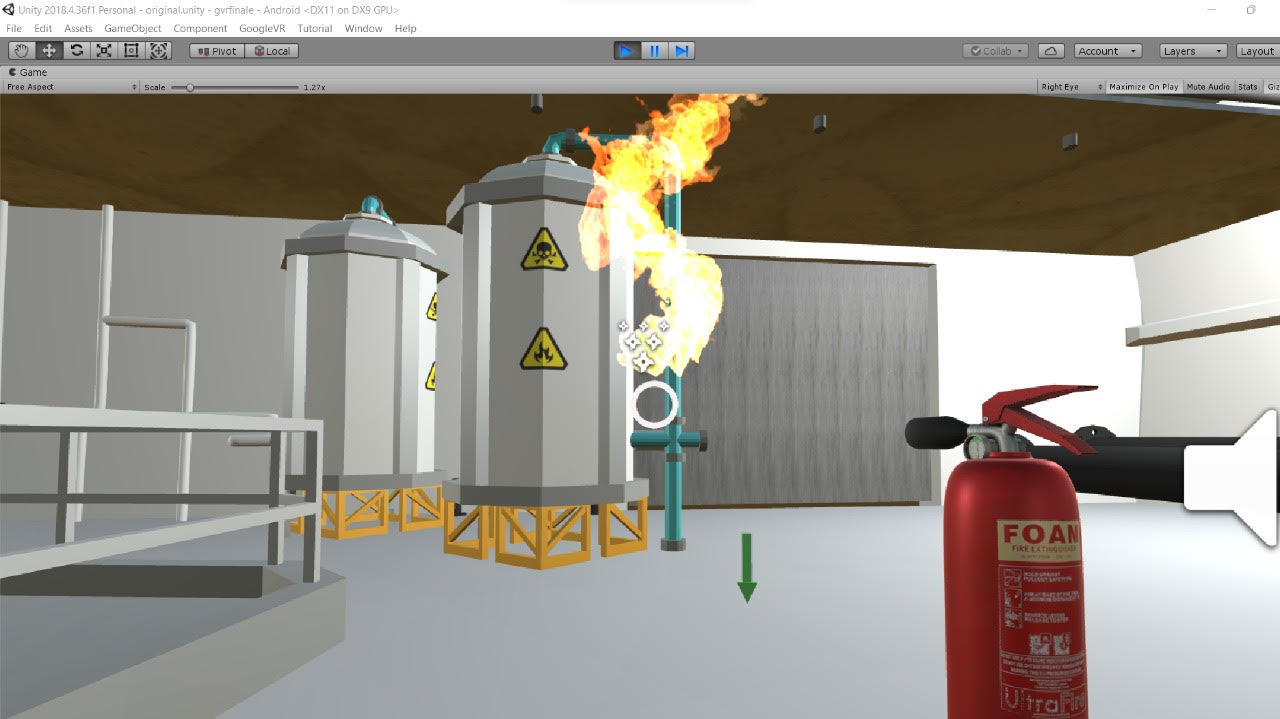 Unity 2018.4.36f1 Personal - original.unity - gvrfinale - Android <DX11 on DX9 GPU>
File Edit Assets GameObject Component GoogleVR Tutorial Window Help
Pivot Local Collab Account Layers Layout
Game
Free Aspect Scale 1.27x Right Eye Maximize On Play Mute Audio Stats Giz
FOAM
FIRE EXTINGUISHER
UltraFire